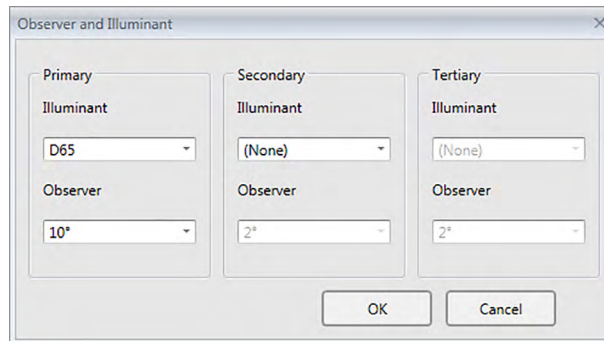 Observer and Illuminant
Primary Secondary Tertiary
Illuminant Illuminant Illuminant
D65 (None) (None)
Observer Observer Observer
10° 2° 2°
OK Cancel